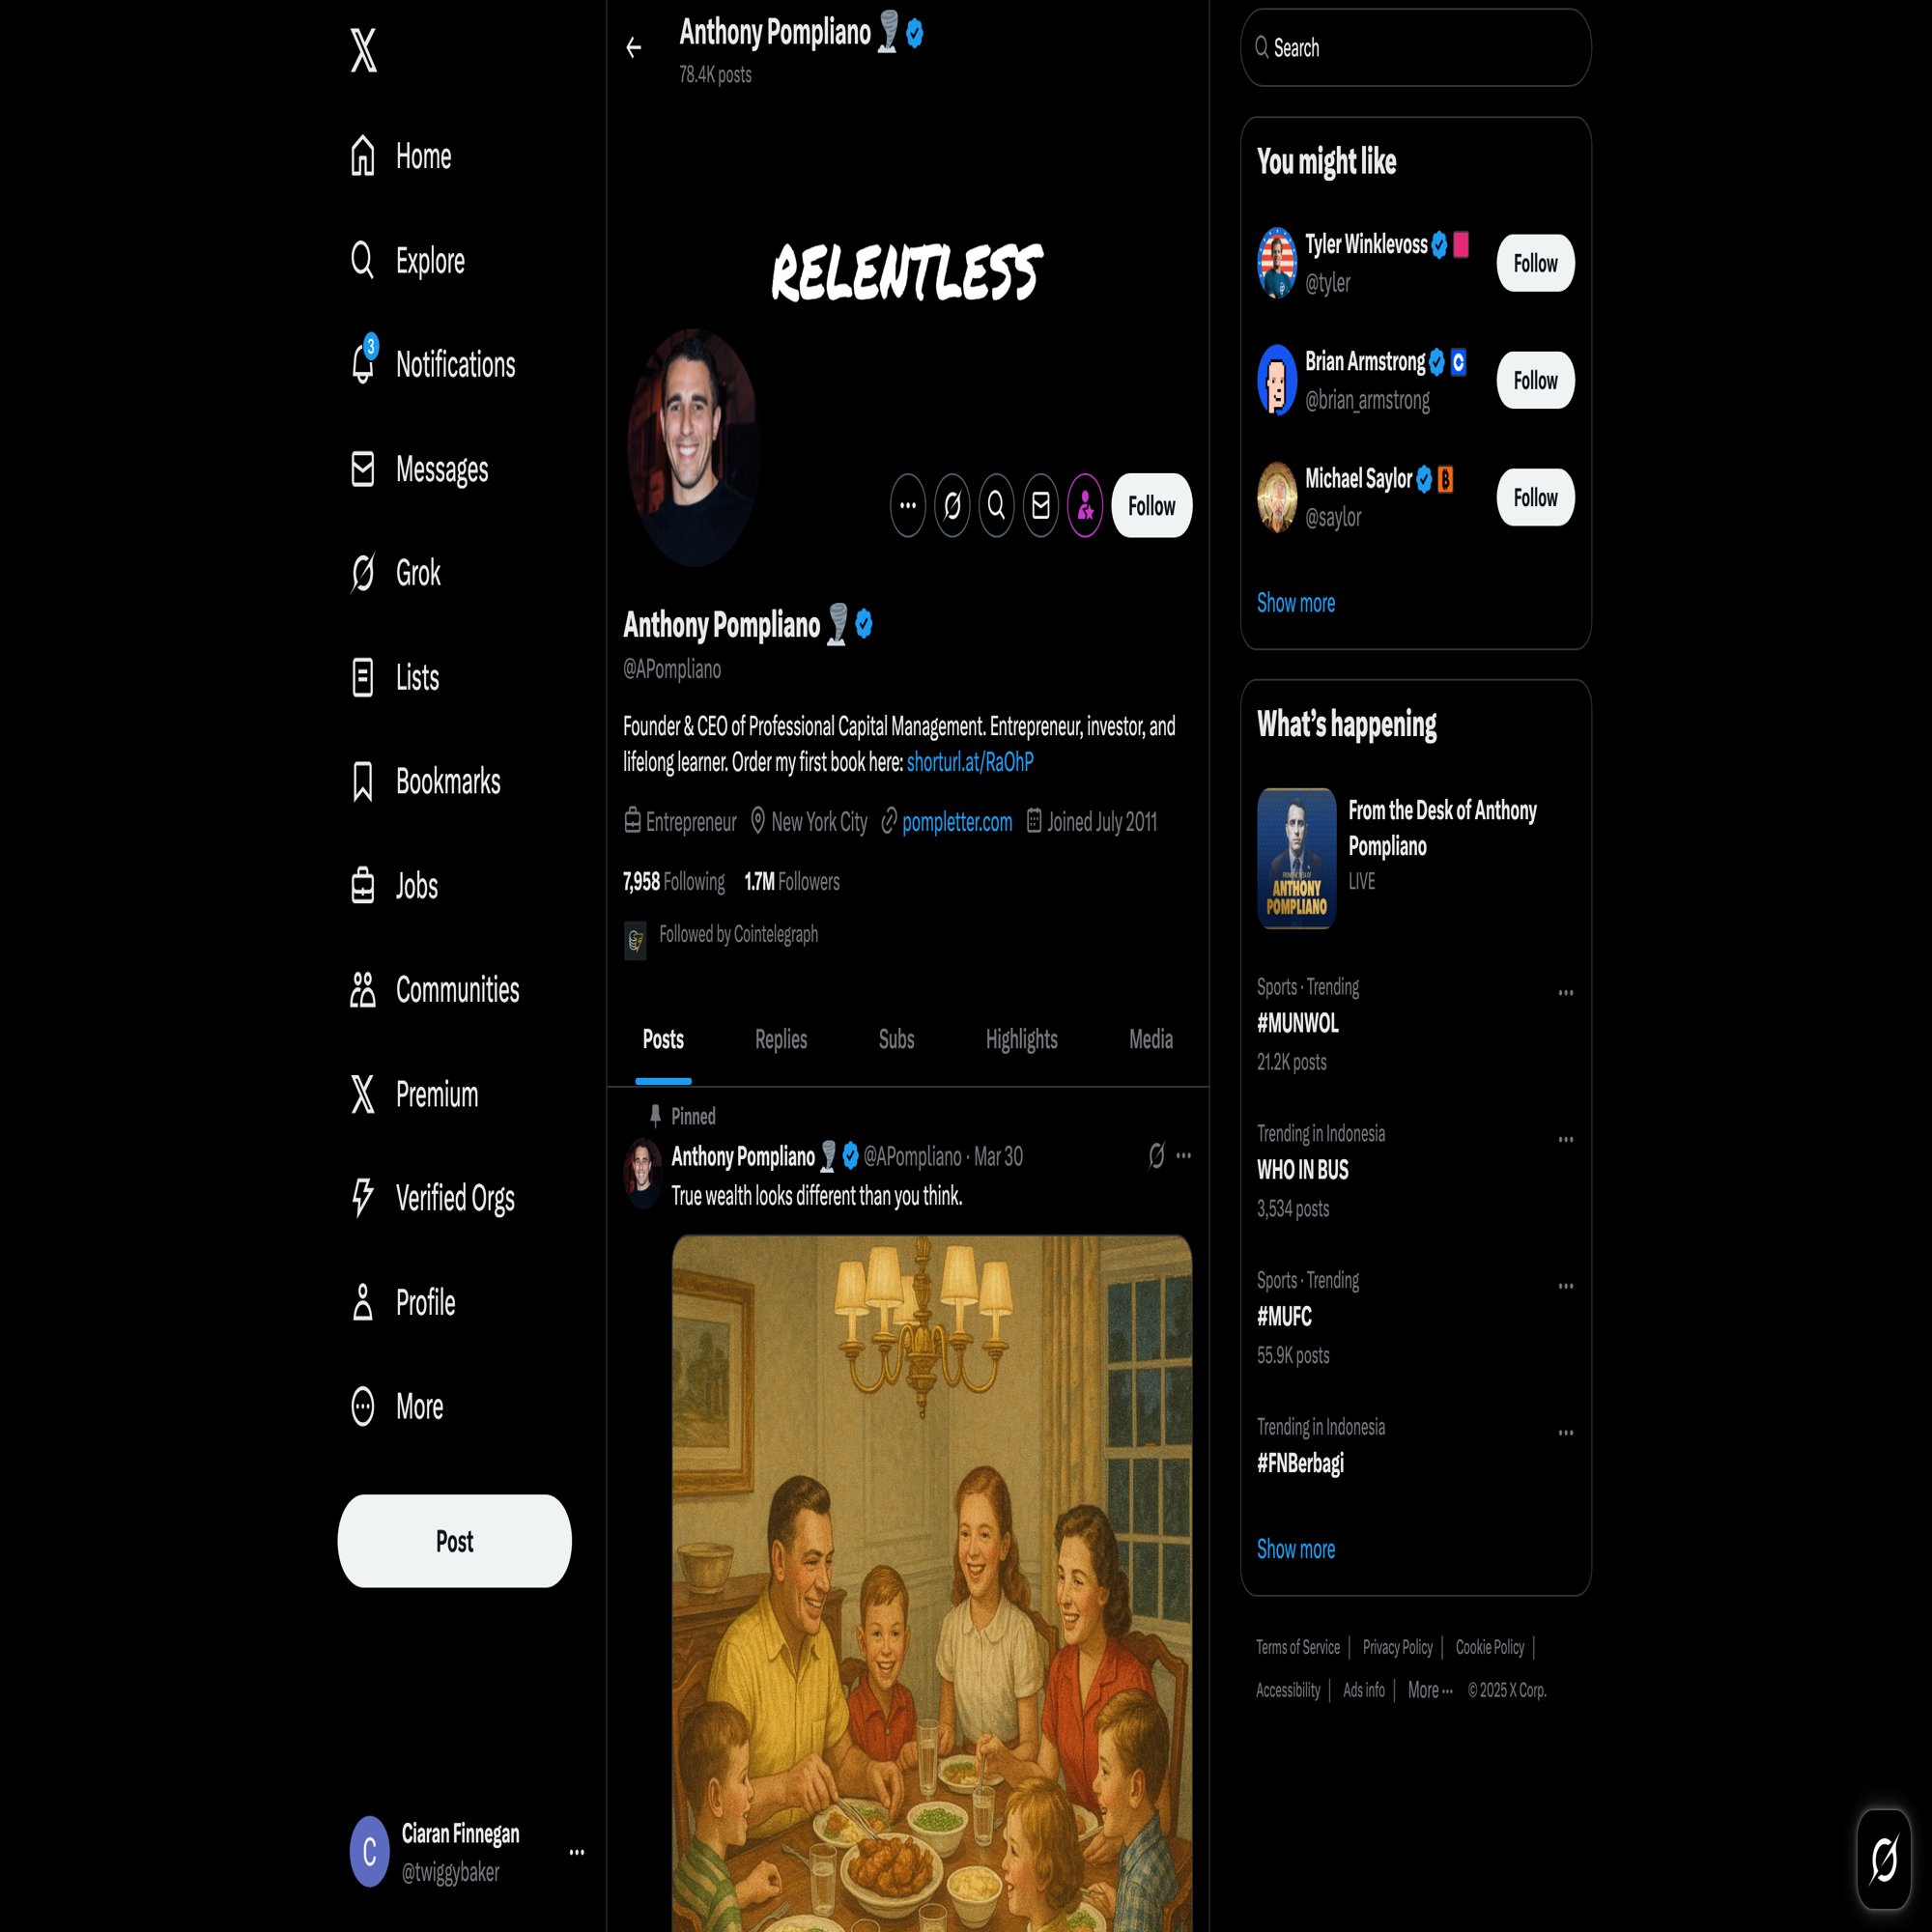 Home
Explore
3
Notifications
Messages
Grok
Lists
Bookmarks
Jobs
Communities
Premium
Verified Orgs
Profile
More
Post
C
Ciaran Finnegan
@twiggybaker
Anthony Pompliano
78.4K posts
RELENTLESS
Follow
Anthony Pompliano
@APompliano
Founder & CEO of Professional Capital Management. Entrepreneur, investor, and
lifelong learner. Order my first book here: shorturl.at/RaOhP
Entrepreneur New York City pompletter.com Joined July 2011
7,958 Following 1.7M Followers
Followed by Cointelegraph
Posts Replies Subs Highlights Media
Pinned
Anthony Pompliano @APompliano · Mar 30
True wealth looks different than you think.
Search
You might like
Tyler Winklevoss
@tyler
Follow
Brian Armstrong
@brian_armstrong
Follow
Michael Saylor
@saylor
Follow
Show more
What's happening
FROM THE DESK OF
ANTHONY
POMPLIANO
From the Desk of Anthony
Pompliano
LIVE
Sports · Trending
#MUNWOL
21.2K posts
Trending in Indonesia
WHO IN BUS
3,534 posts
Sports · Trending
#MUFC
55.9K posts
Trending in Indonesia
#FNBerbagi
Show more
Terms of Service | Privacy Policy | Cookie Policy |
Accessibility | Ads info | More ··· © 2025 X Corp.